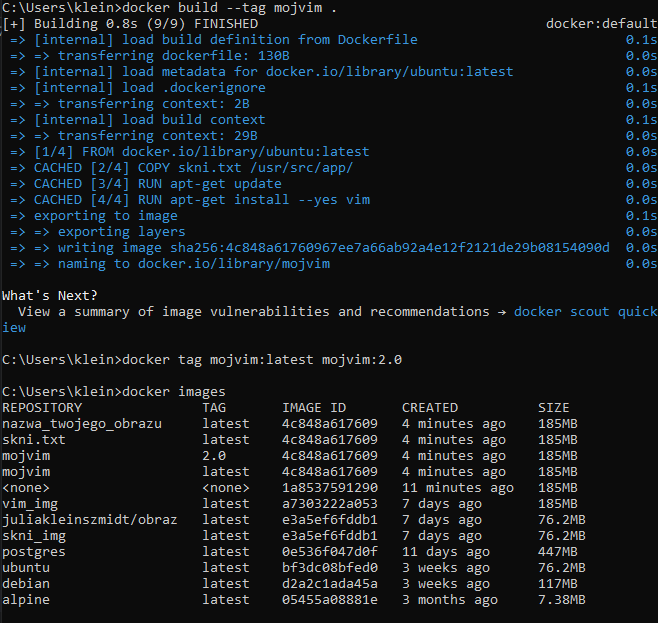 C:\Users\klein>docker build --tag mojvim .
[+] Building 0.8s (9/9) FINISHED docker:default
=> [internal] load build definition from Dockerfile 0.1s
=> => transferring dockerfile: 130B 0.0s
=> [internal] load metadata for docker.io/library/ubuntu:latest 0.0s
=> [internal] load .dockerignore 0.1s
=> => transferring context: 2B 0.0s
=> [internal] load build context 0.1s
=> => transferring context: 29B 0.0s
=> [1/4] FROM docker.io/library/ubuntu:latest 0.0s
=> CACHED [2/4] COPY skni.txt /usr/src/app/ 0.0s
=> CACHED [3/4] RUN apt-get update 0.0s
=> CACHED [4/4] RUN apt-get install --yes vim 0.0s
=> exporting to image 0.1s
=> => exporting layers 0.0s
=> => writing image sha256:4c848a61760967ee7a66ab92a4e12f2121de29b08154090d 0.0s
=> => naming to docker.io/library/mojvim 0.0s
What's Next?
View a summary of image vulnerabilities and recommendations → docker scout quick
iew
C:\Users\klein>docker tag mojvim:latest mojvim:2.0
C:\Users\klein>docker images
REPOSITORY TAG IMAGE ID CREATED SIZE
nazwa_twojego_obrazu latest 4c848a617609 4 minutes ago 185MB
skni.txt latest 4c848a617609 4 minutes ago 185MB
mojvim 2.0 4c848a617609 4 minutes ago 185MB
mojvim latest 4c848a617609 4 minutes ago 185MB
<none> <none> 1a8537591290 11 minutes ago 185MB
vim_img latest a7303222a053 7 days ago 185MB
juliakleinszmidt/obraz latest e3a5ef6fddb1 7 days ago 76.2MB
skni_img latest e3a5ef6fddb1 7 days ago 76.2MB
postgres latest 0e536f047d0f 11 days ago 447MB
ubuntu latest bf3dc08bfed0 3 weeks ago 76.2MB
debian latest d2a2c1ada45a 3 weeks ago 117MB
alpine latest 05455a08881e 3 months ago 7.38MB